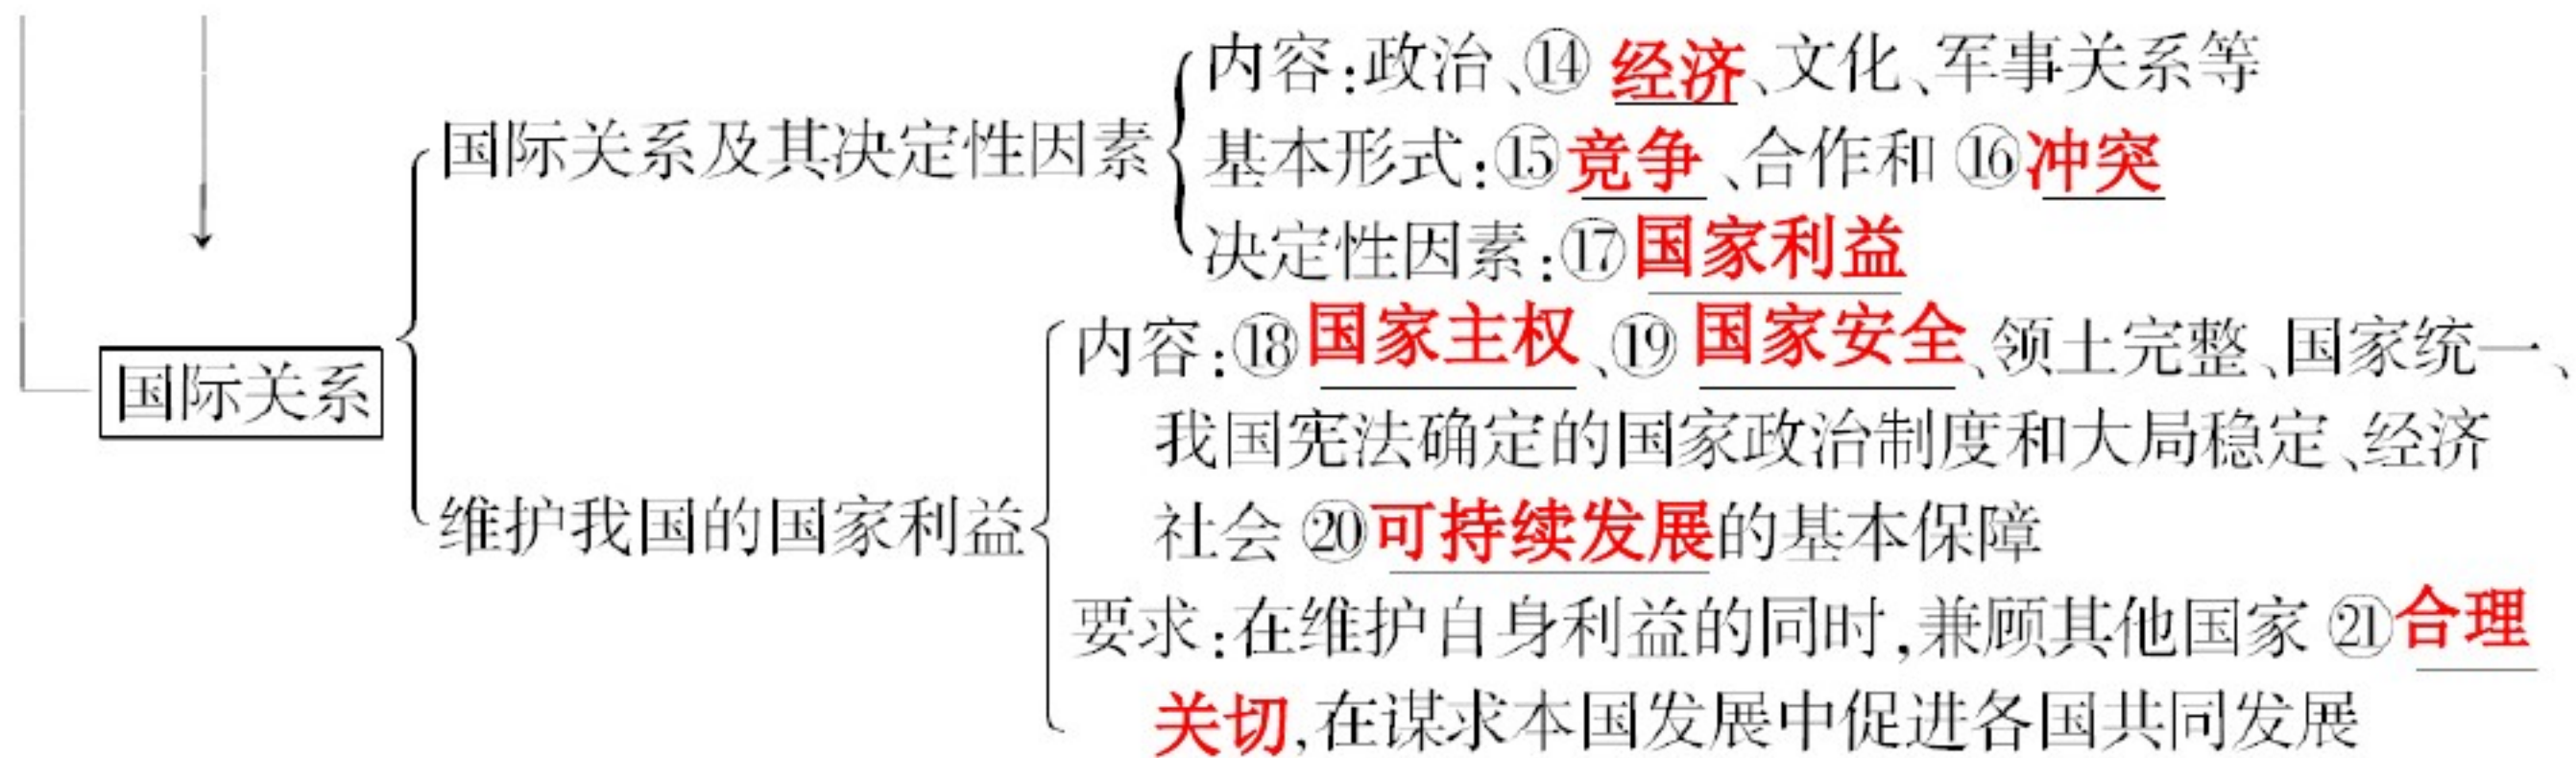 内容:政治、⑭ 经济、文化、军事关系等
国际关系及其决定性因素
基本形式:⑮竞争、合作和 ⑯冲突
决定性因素:⑰国家利益
国际关系
内容:⑱国家主权、⑲国家安全、领土完整、国家统一、
我国宪法确定的国家政治制度和大局稳定、经济
社会 ⑳可持续发展的基本保障
维护我国的国家利益
要求:在维护自身利益的同时,兼顾其他国家 ㉑合理
关切,在谋求本国发展中促进各国共同发展